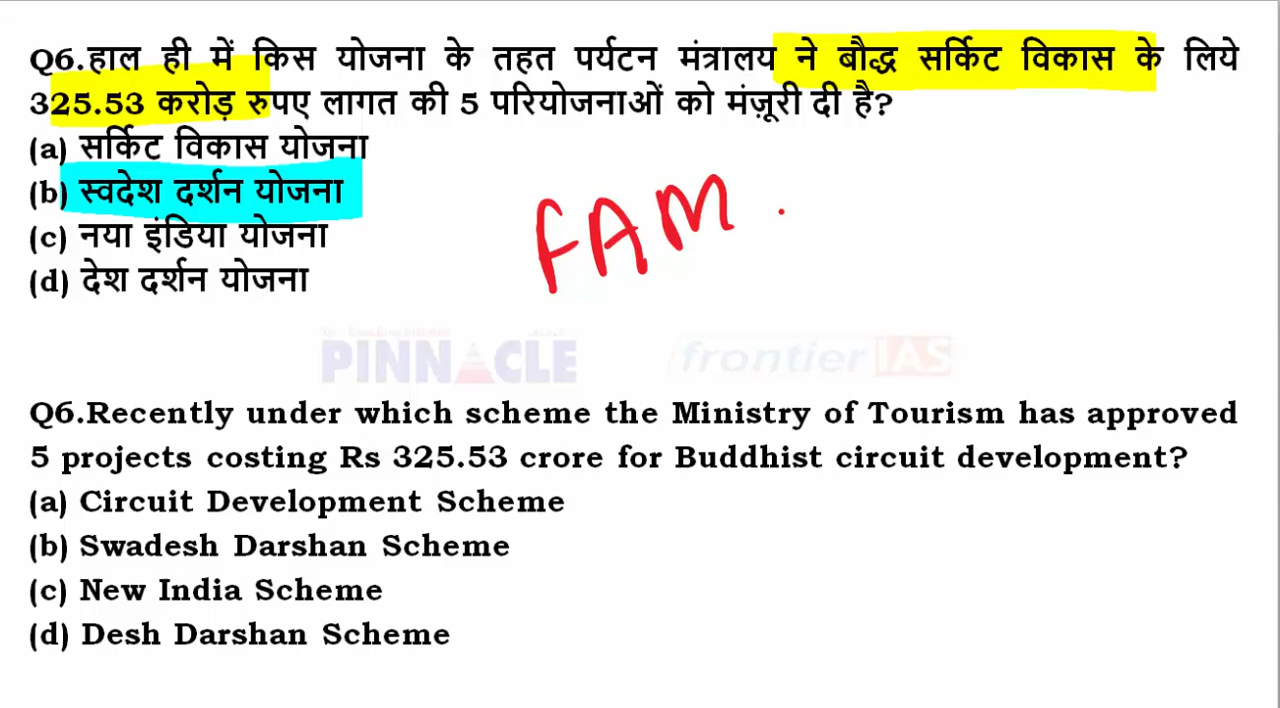 Q6.हाल ही में किस योजना के तहत पर्यटन मंत्रालय ने बौद्ध सर्किट विकास के लिये
325.53 करोड़ रुपए लागत की 5 परियोजनाओं को मंज़ूरी दी है?
(a) सर्किट विकास योजना
(b) स्वदेश दर्शन योजना
(c) नया इंडिया योजना
(d) देश दर्शन योजना
FAM
PINNACLE frontier IAS
Q6.Recently under which scheme the Ministry of Tourism has approved
5 projects costing Rs 325.53 crore for Buddhist circuit development?
(a) Circuit Development Scheme
(b) Swadesh Darshan Scheme
(c) New India Scheme
(d) Desh Darshan Scheme